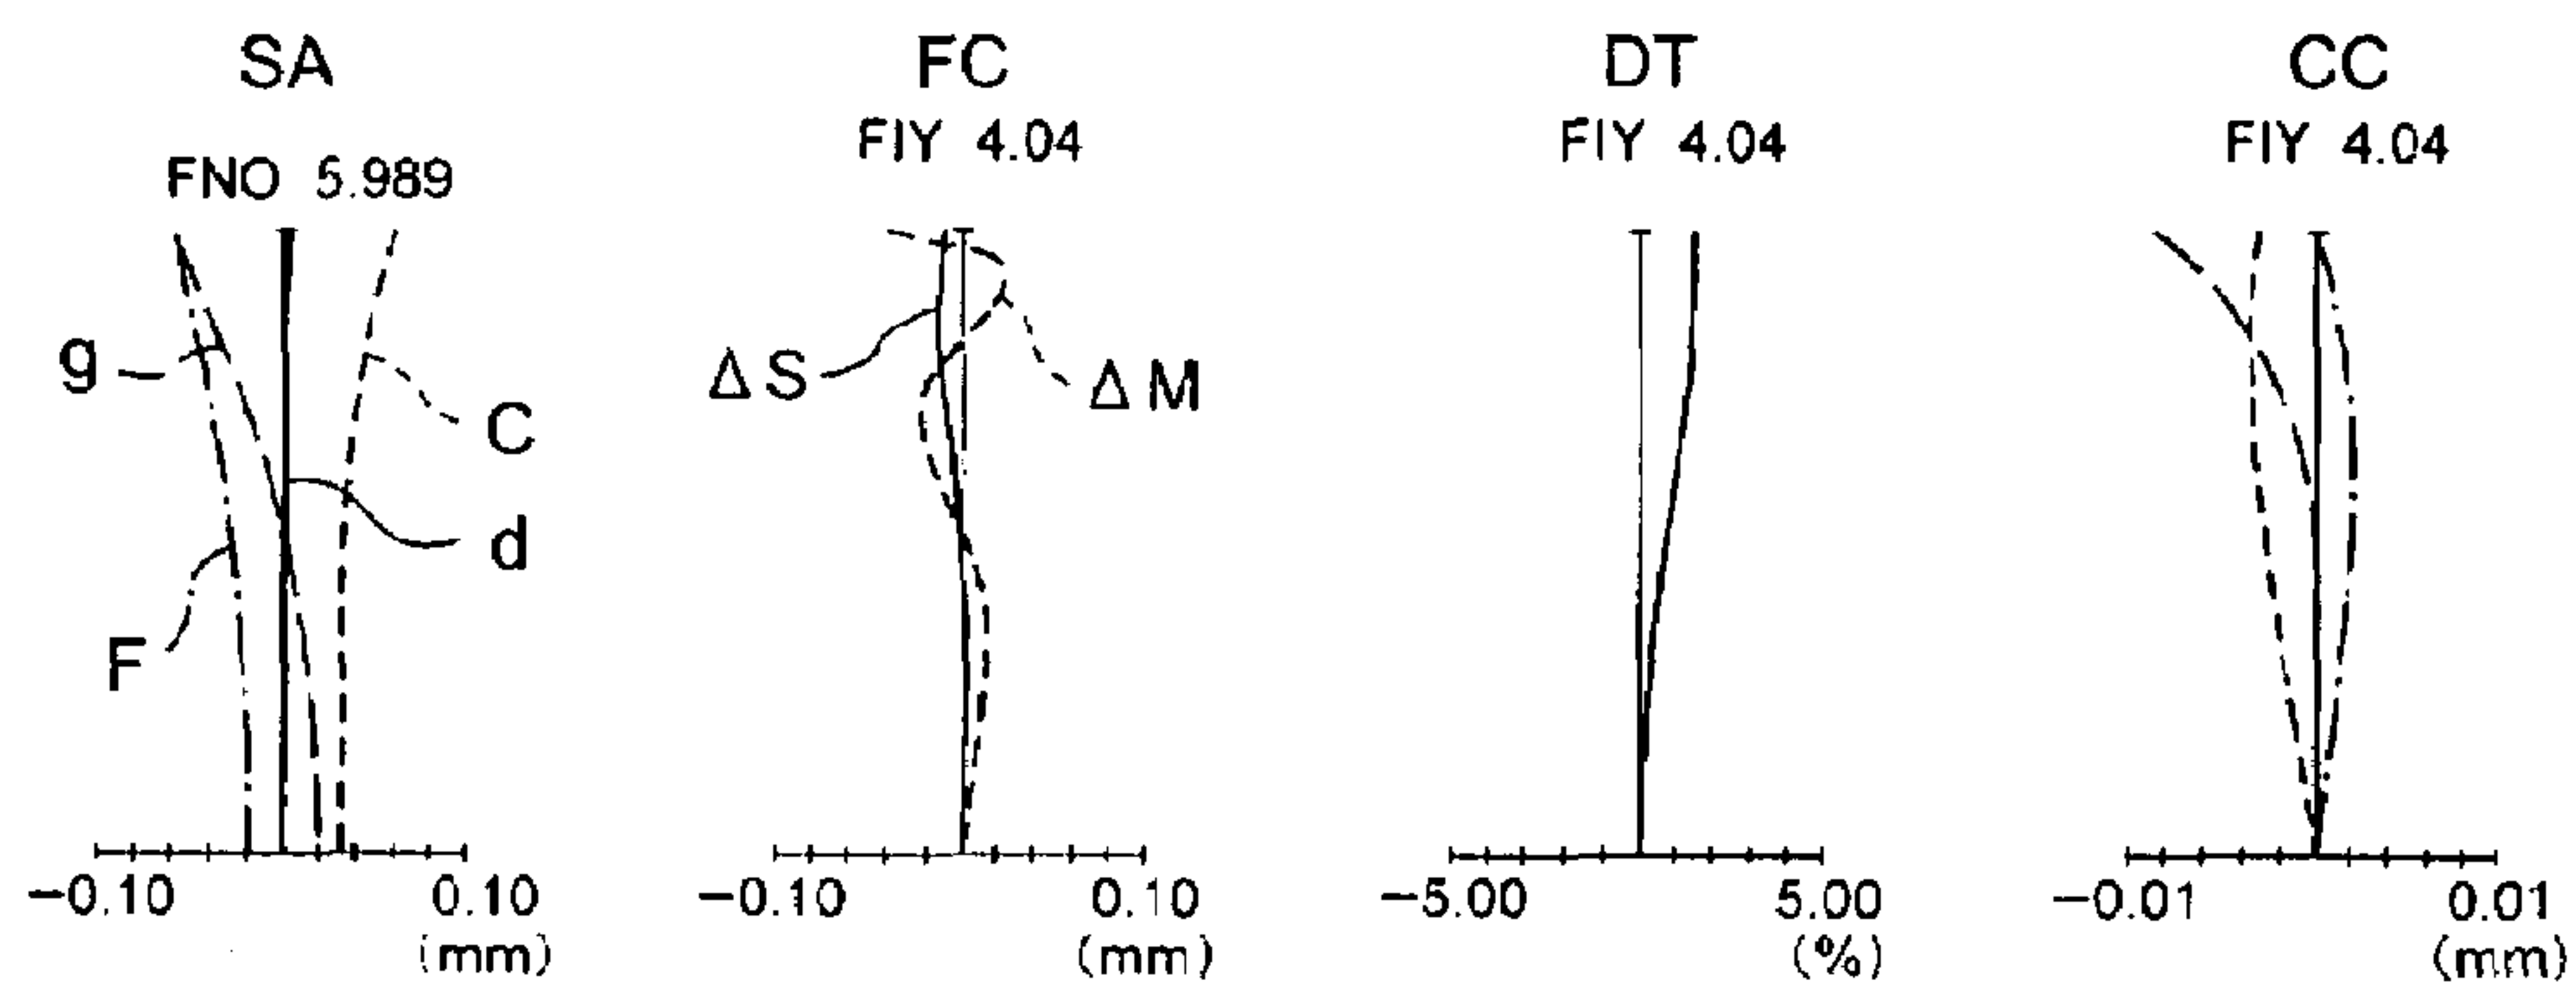 SA
FNO 5.989
g
C
d
F
-0.10
0.10
(mm)
FC
FIY 4.04
ΔS
ΔM
-0.10
0.10
(mm)
DT
FIY 4.04
-5.00
5.00
(%)
CC
FIY 4.04
-0.01
0.01
(mm)